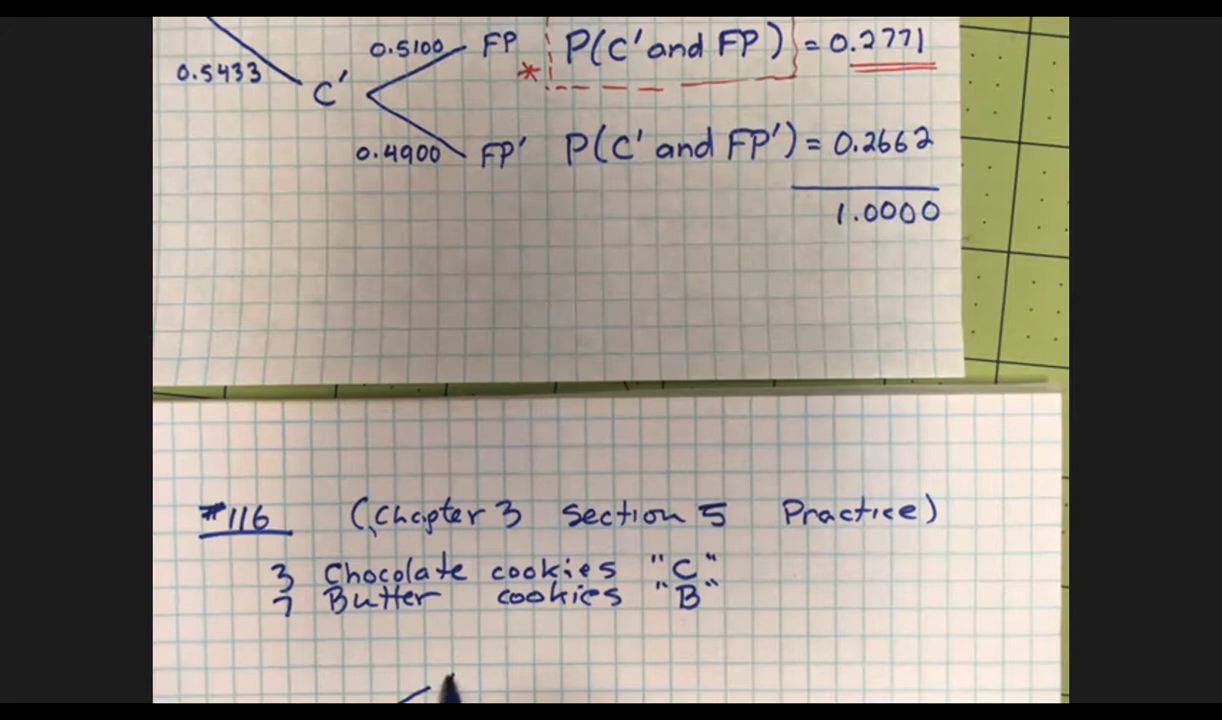 0.5100 FP * P(C' and FP) = 0.2771
0.5433 C'
0.4900 FP' P(C' and FP') = 0.2662
1.0000
#116 (Chapter 3 Section 5 Practice)
3 Chocolate cookies "C"
7 Butter cookies "B"